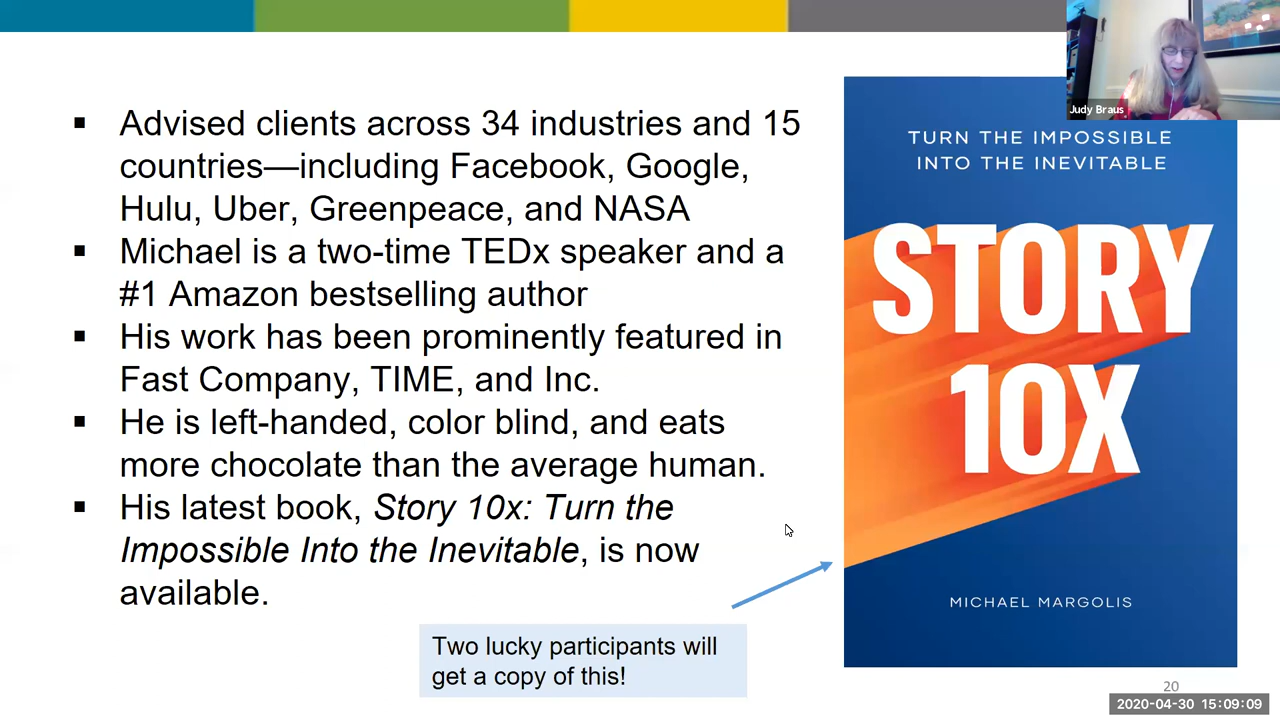 ▪ Advised clients across 34 industries and 15
countries—including Facebook, Google,
Hulu, Uber, Greenpeace, and NASA
▪ Michael is a two-time TEDx speaker and a
#1 Amazon bestselling author
▪ His work has been prominently featured in
Fast Company, TIME, and Inc.
▪ He is left-handed, color blind, and eats
more chocolate than the average human.
▪ His latest book, Story 10x: Turn the
Impossible Into the Inevitable, is now
available.
Two lucky participants will
get a copy of this!
Judy Braus
TURN THE IMPOSSIBLE
INTO THE INEVITABLE
STORY
10X
MICHAEL MARGOLIS
20
2020-04-30 15:09:09